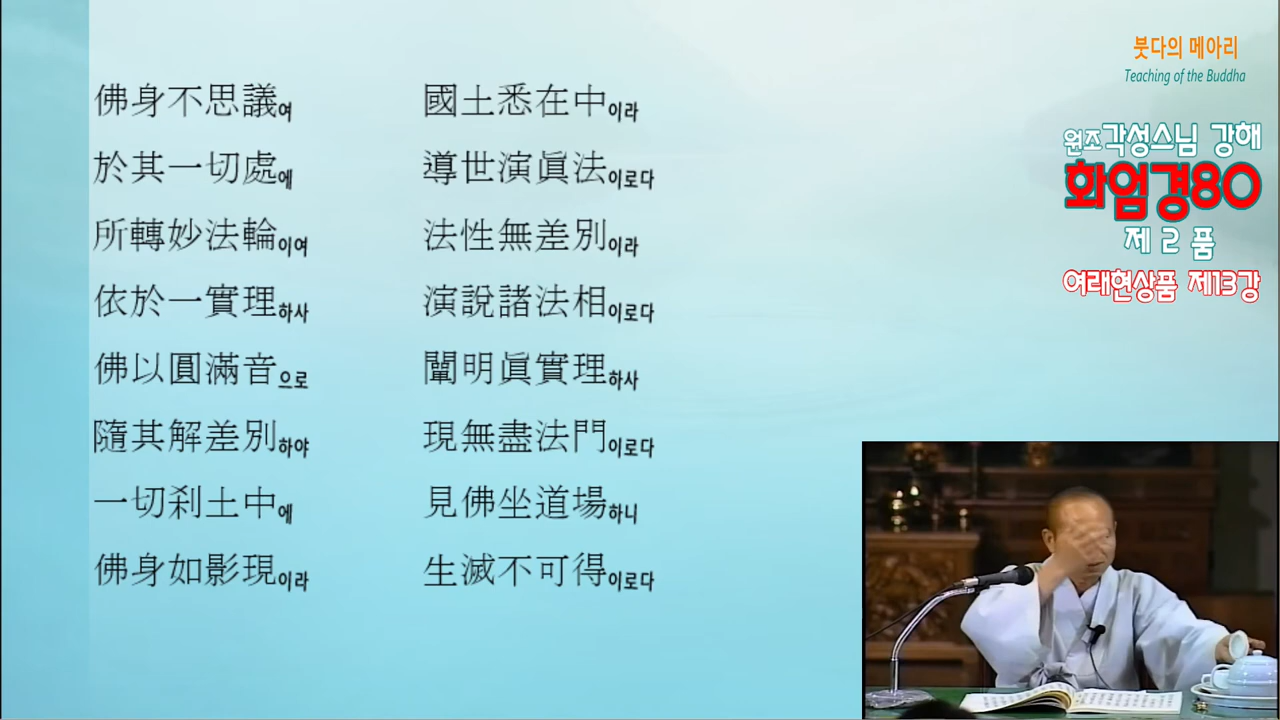 佛身不思議여 國土悉在中이라
於其一切處에 導世演眞法이로다
所轉妙法輪이여 法性無差別이라
依於一實理하사 演說諸法相이로다
佛以圓滿音으로 闡明眞實理하사
隨其解差別하야 現無盡法門이로다
一切刹土中에 見佛坐道場하니
佛身如影現이라 生滅不可得이로다
붓다의 메아리
Teaching of the Buddha
원조각성스님 강해
화엄경80
제 2 품
여래현상품 제13강